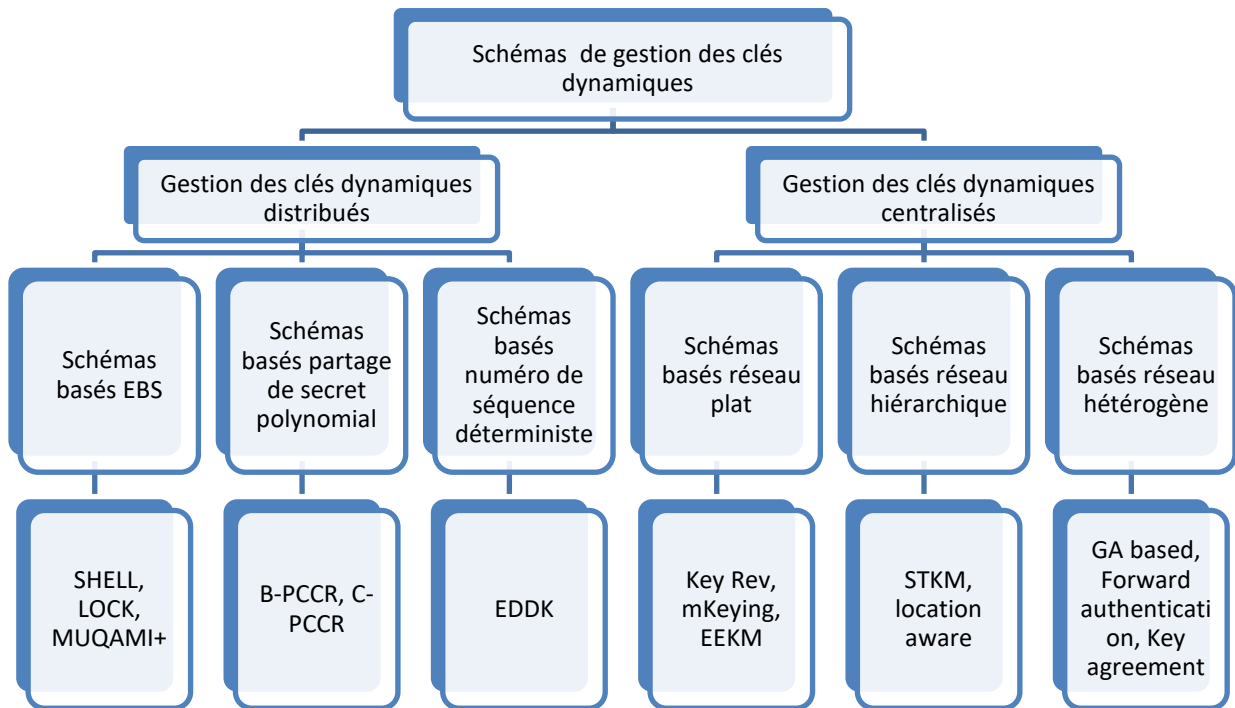 Schémas  de gestion des clés
dynamiques
Gestion des clés dynamiques
distribués
Gestion des clés dynamiques
centralisés
Schémas
basés EBS
Schémas
basés partage
de secret
polynomial
Schémas
basés
numéro de
séquence
déterministe
Schémas
basés réseau
plat
Schémas
basés réseau
hiérarchique
Schémas
basés réseau
hétérogène
SHELL,
LOCK,
MUQAMI+
B-PCCR, C-
PCCR
EDDK
Key Rev,
mKeying,
EEKM
STKM,
location
aware
GA based,
Forward
authenticati
on, Key
agreement